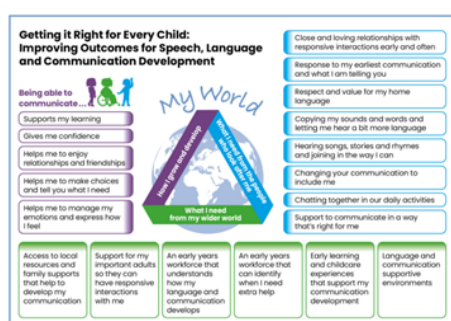 Getting it Right for Every Child:
Improving Outcomes for Speech, Language
and Communication Development
Being able to
communicate...
Supports my learning
Gives me confidence
Helps me to enjoy
relationships and friendships
Helps me to make choices
and tell you what I need
Helps me to manage my
emotions and express how
I feel
My World
How I grow and develop
What I need from the people
who look after me
What I need
from my wider world
Close and loving relationships with
responsive interactions early and often
Response to my earliest communication
and what I am telling you
Respect and value for my home
language
Copying my sounds and words and
letting me hear a bit more language
Hearing songs, stories and rhymes
and joining in the way I can
Changing your communication to
include me
Chatting together in our daily activities
Support to communicate in a way
that's right for me
Access to local
resources and
family supports
that help to
develop my
communication
Support for my
important adults
so they can
have responsive
interactions
with me
An early years
workforce that
understands
how my
language and
communication
develops
An early years
workforce that
can identify
when I need
extra help
Early learning
and childcare
experiences
that support my
communication
development
Language and
communication
supportive
environments